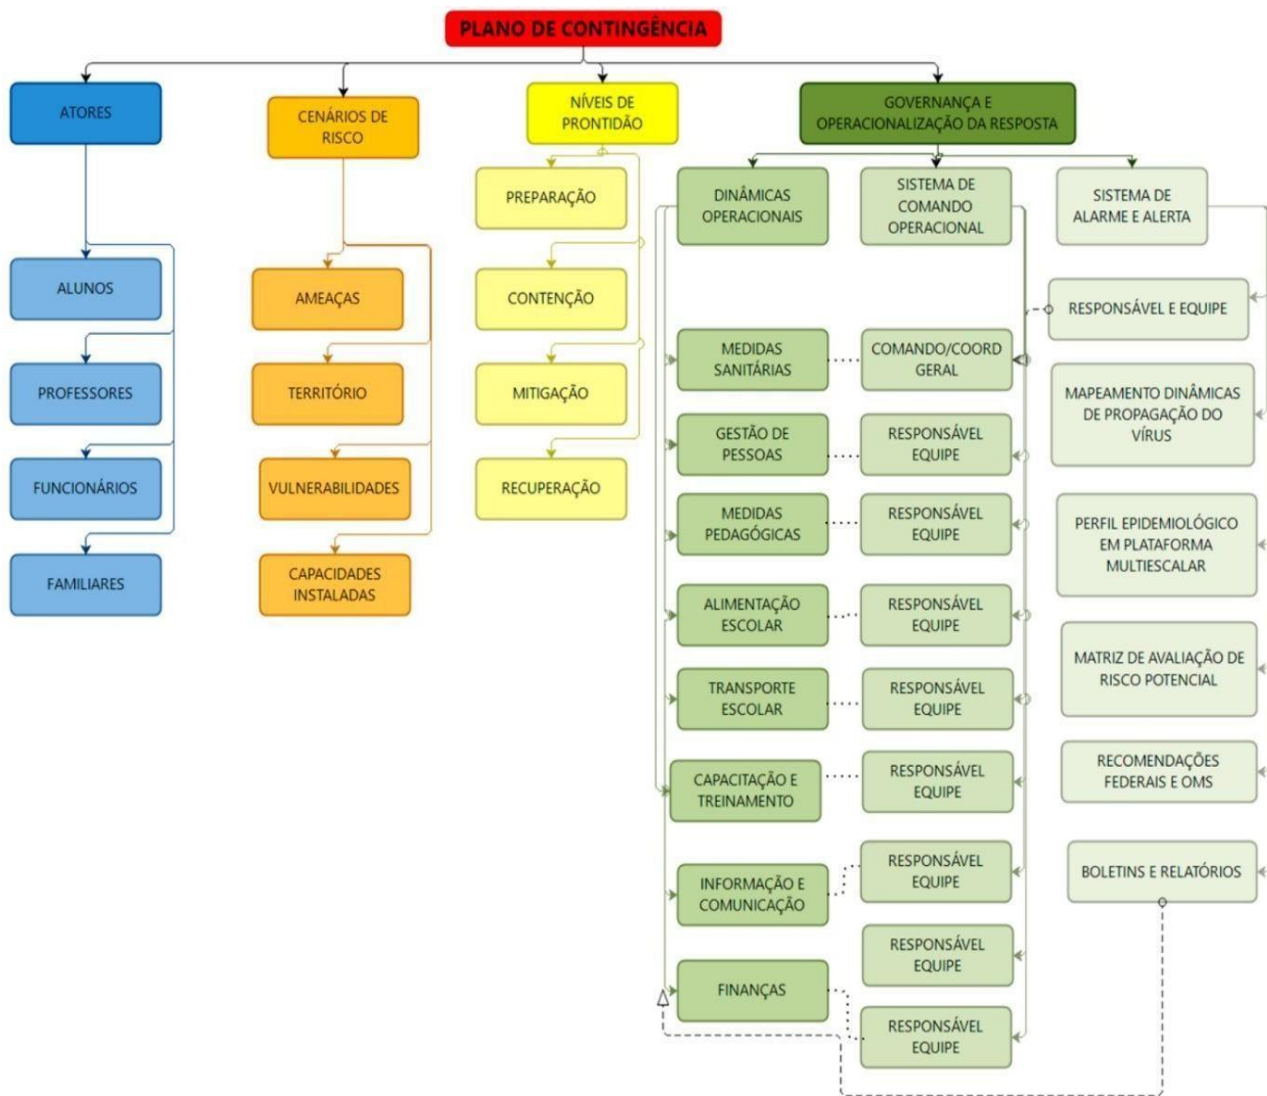 PLANO DE CONTINGÊNCIA
ATORES
ALUNOS
PROFESSORES
FUNCIONÁRIOS
FAMILIARES
CENÁRIOS DE
RISCO
AMEAÇAS
TERRITÓRIO
VULNERABILIDADES
CAPACIDADES
INSTALADAS
NÍVEIS DE
PRONTIDÃO
PREPARAÇÃO
CONTENÇÃO
MITIGAÇÃO
RECUPERAÇÃO
GOVERNANÇA E
OPERACIONALIZAÇÃO DA RESPOSTA
DINÂMICAS
OPERACIONAIS
MEDIDAS
SANITÁRIAS
GESTÃO DE
PESSOAS
MEDIDAS
PEDAGÓGICAS
ALIMENTAÇÃO
ESCOLAR
TRANSPORTE
ESCOLAR
CAPACITAÇÃO E
TREINAMENTO
INFORMAÇÃO E
COMUNICAÇÃO
FINANÇAS
SISTEMA DE
COMANDO
OPERACIONAL
COMANDO/COORD
GERAL
RESPONSÁVEL
EQUIPE
RESPONSÁVEL
EQUIPE
RESPONSÁVEL
EQUIPE
RESPONSÁVEL
EQUIPE
RESPONSÁVEL
EQUIPE
RESPONSÁVEL
EQUIPE
RESPONSÁVEL
EQUIPE
RESPONSÁVEL
EQUIPE
SISTEMA DE
ALARME E ALERTA
RESPONSÁVEL E EQUIPE
MAPEAMENTO DINÂMICAS
DE PROPAGAÇÃO DO
VÍRUS
PERFIL EPIDEMIOLÓGICO
EM PLATAFORMA
MULTIESCALAR
MATRIZ DE AVALIAÇÃO DE
RISCO POTENCIAL
RECOMENDAÇÕES
FEDERAIS E OMS
BOLETINS E RELATÓRIOS